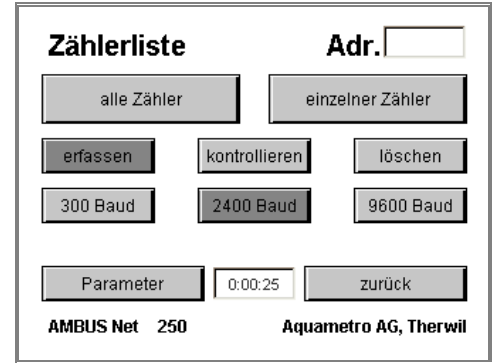 Zählerliste Adr.
alle Zähler einzelner Zähler
erfassen kontrollieren löschen
300 Baud 2400 Baud 9600 Baud
Parameter 0:00:25 zurück
AMBUS Net 250 Aquametro AG, Therwil